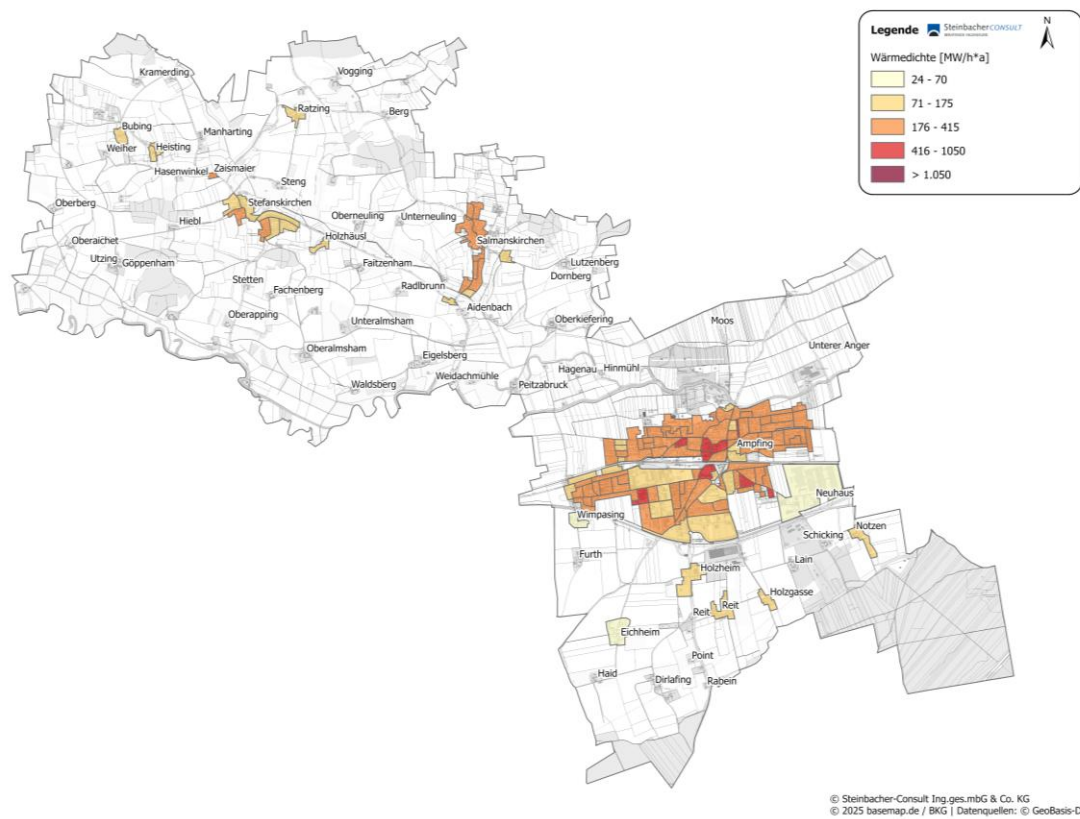 Legende Steinbacher CONSULT
N
Wärmedichte [MW/h*a]
24 - 70
71 - 175
176 - 415
416 - 1050
> 1.050
Kramerding
Vogging
Ratzing
Berg
Bubing
Manharting
Weiher
Heisting
Hasenwinkel
Zaismaier
Steng
Oberberg
Stefanskirchen
Hiebl
Oberneuling
Unterneuling
Oberaichet
Holzhäusl
Salmanskirchen
Utzing
Göppenham
Faitzenham
Lutzenberg
Dornberg
Stetten
Fachenberg
Radlbrunn
Aidenbach
Oberapping
Unteralmsham
Oberkiefering
Moos
Oberalmsham
Eigelsberg
Unterer Anger
Waldsberg
Weidachmühle
Peitzabruck
Hagenau
Hinmühl
Ampfing
Neuhaus
Wimpasing
Notzen
Schicking
Furth
Lain
Holzheim
Holzgasse
Reit
Reit
Eichheim
Point
Haid
Dirlafing
Rabein
© Steinbacher-Consult Ing.ges.mbG & Co. KG
© 2025 basemap.de / BKG | Datenquellen: © GeoBasis-D